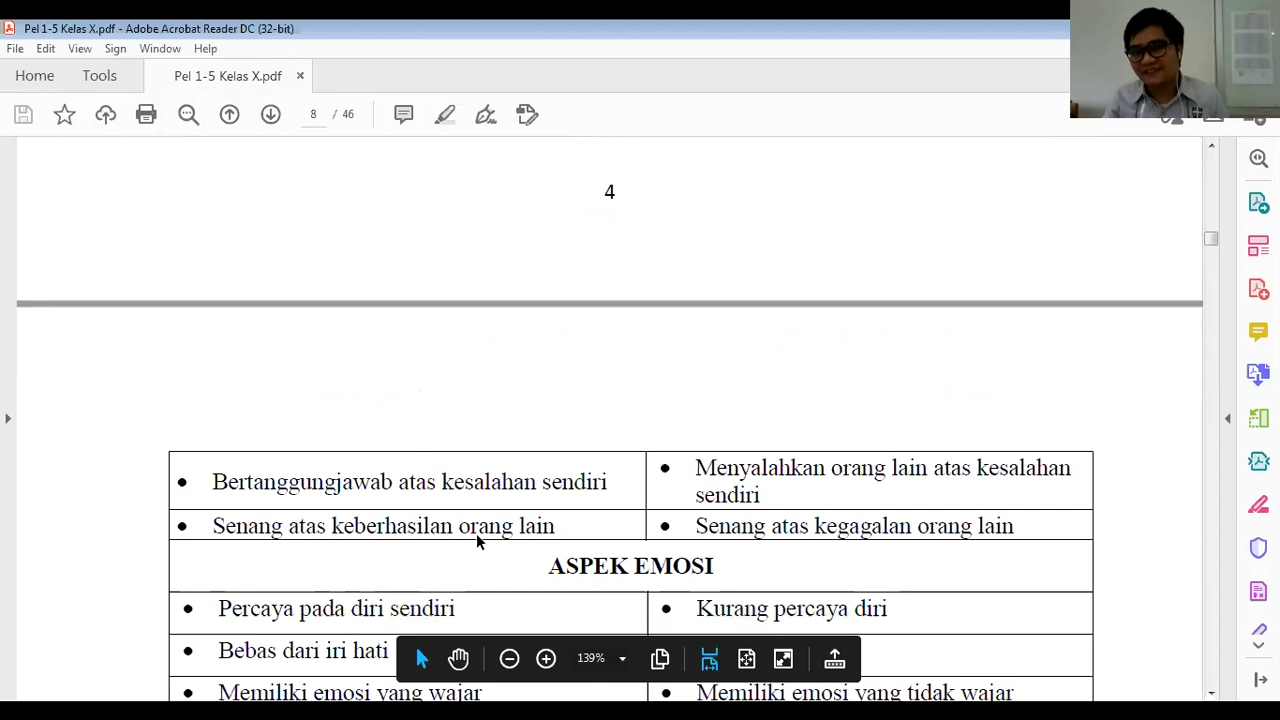 Pel 1-5 Kelas X.pdf - Adobe Acrobat Reader DC (32-bit)
File Edit View Sign Window Help
Home Tools Pel 1-5 Kelas X.pdf ×
8 / 46
4
Bertanggungjawab atas kesalahan sendiri
Menyalahkan orang lain atas kesalahan
sendiri
Senang atas keberhasilan orang lain
Senang atas kegagalan orang lain
ASPEK EMOSI
Percaya pada diri sendiri
Kurang percaya diri
Bebas dari iri hati
139%
Memiliki emosi yang wajar
Memiliki emosi yang tidak wajar